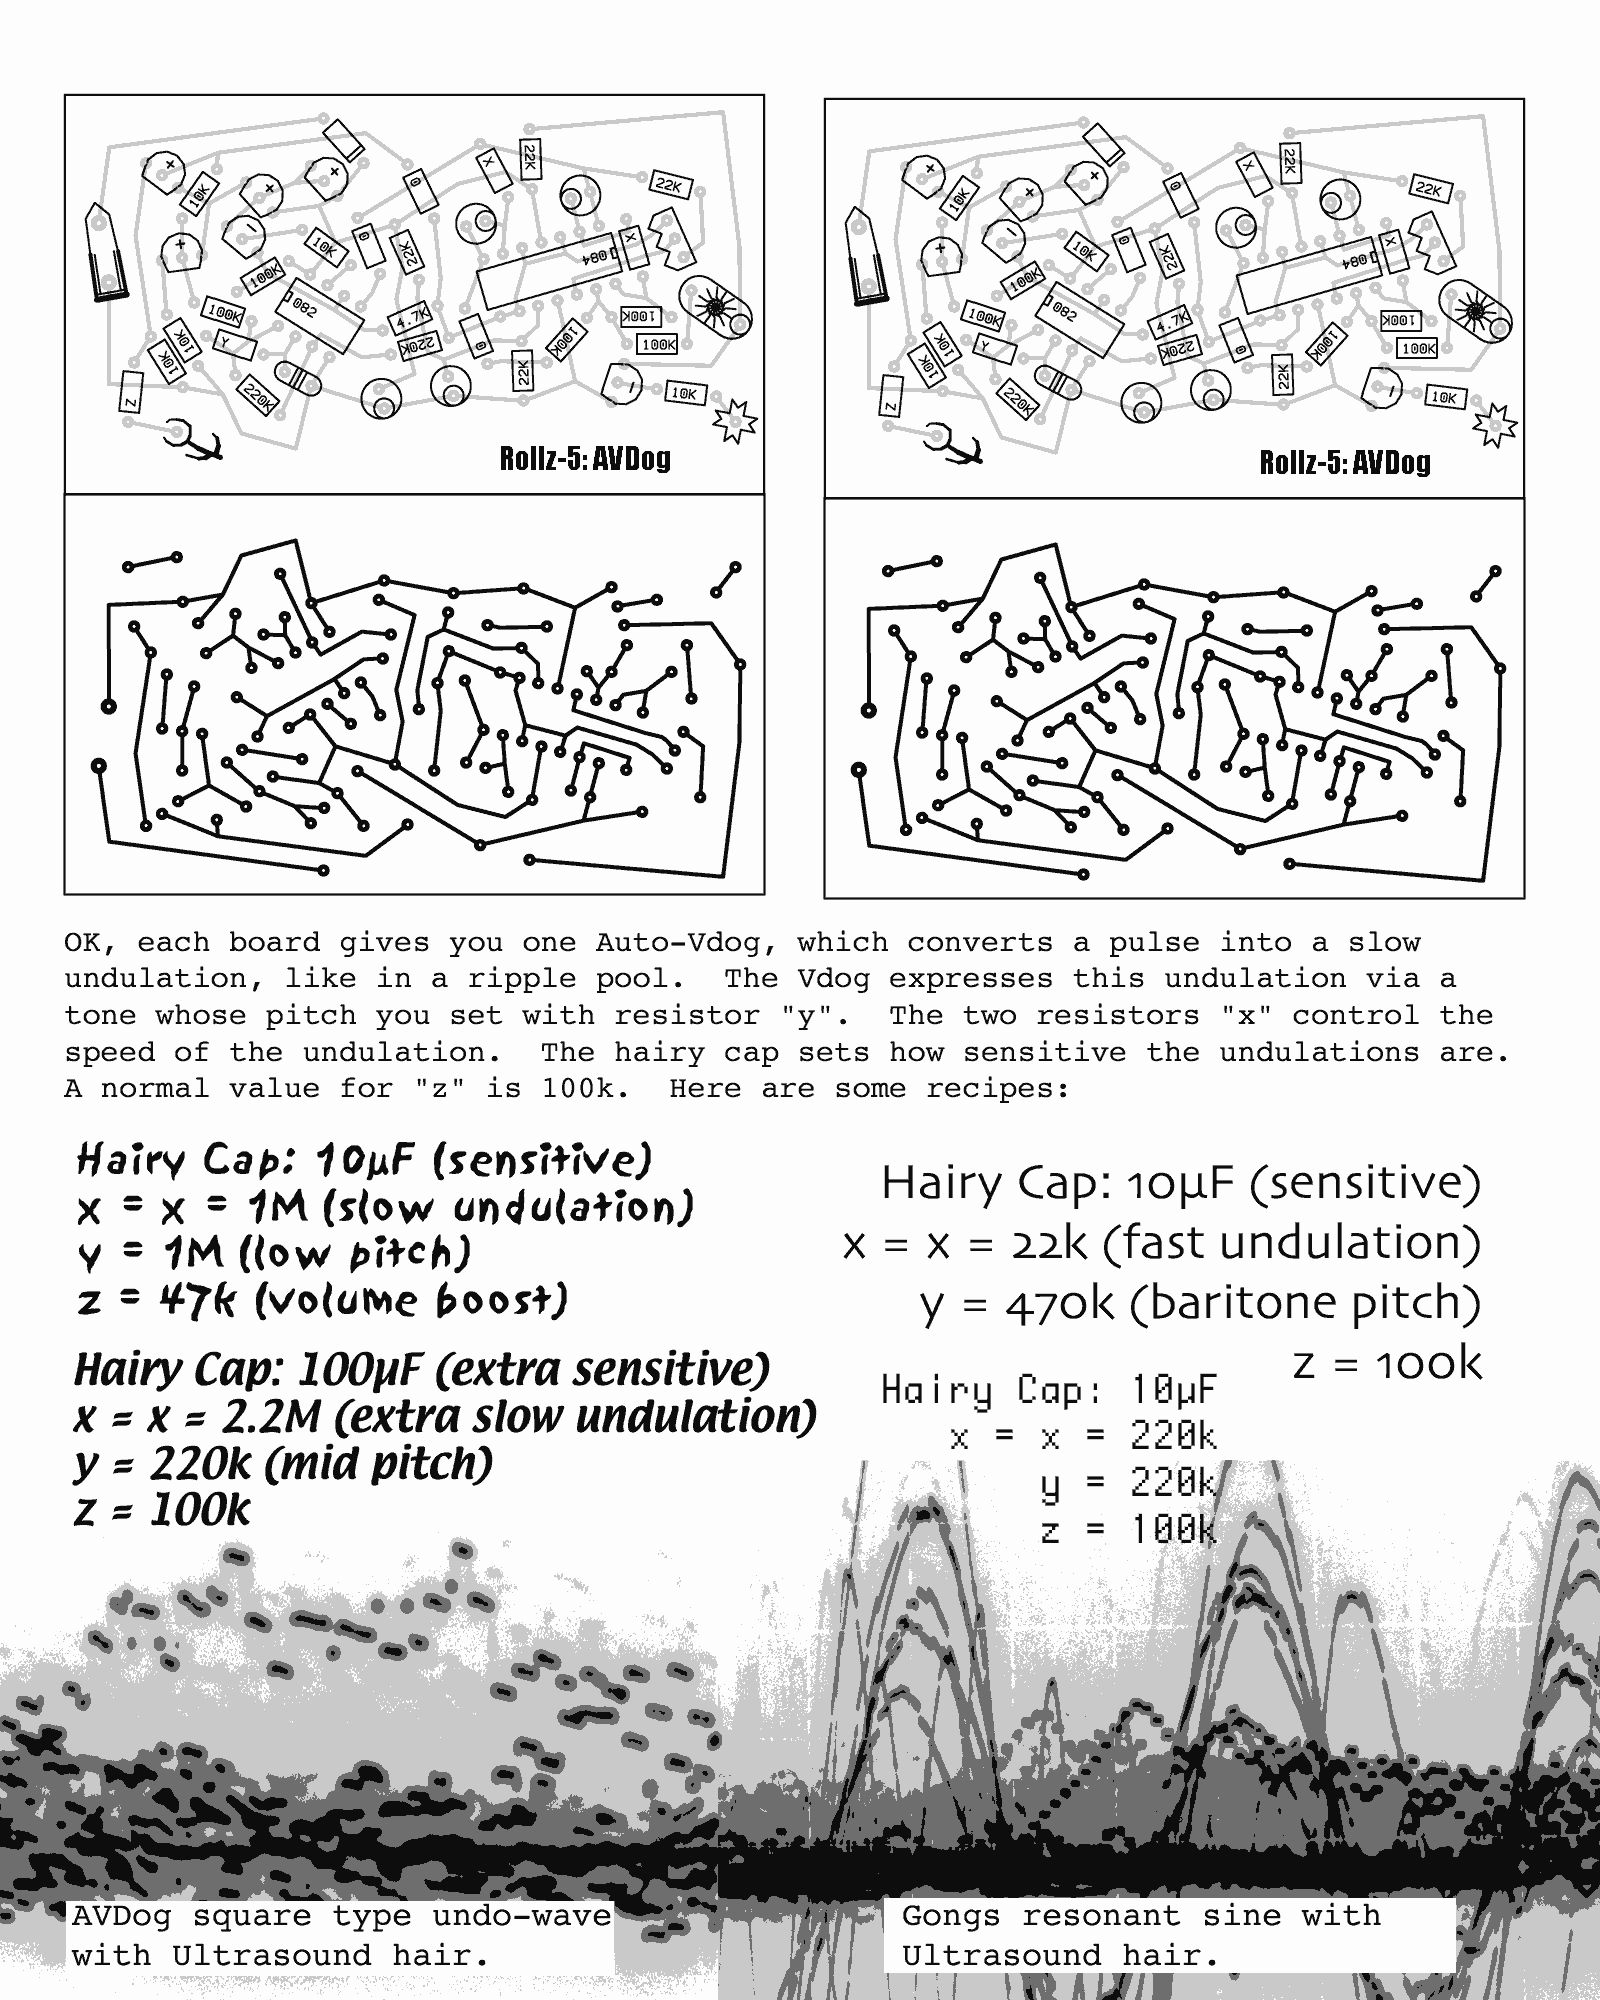 +
10K
+
+
0
X
22K
22K
+
-
10K
0
22K
084
X
100K
082
100K
4.7K
220K
0
100K
100K
100K
10K
10K
Y
220K
22K
-
10K
Z
Rollz-5: AVDog
+
10K
+
+
0
X
22K
22K
+
-
10K
0
22K
084
X
100K
082
100K
4.7K
220K
0
100K
100K
100K
10K
10K
Y
220K
22K
-
10K
Z
Rollz-5: AVDog
OK, each board gives you one Auto-Vdog, which converts a pulse into a slow
undulation, like in a ripple pool.  The Vdog expresses this undulation via a
tone whose pitch you set with resistor "y".  The two resistors "x" control the
speed of the undulation.  The hairy cap sets how sensitive the undulations are.
A normal value for "z" is 100k.  Here are some recipes:
Hairy Cap: 10µF (sensitive)
x = x = 1M (slow undulation)
y = 1M (low pitch)
z = 47k (volume boost)
Hairy Cap: 10µF (sensitive)
x = x = 22k (fast undulation)
y = 470k (baritone pitch)
z = 100k
Hairy Cap: 100µF (extra sensitive)
x = x = 2.2M (extra slow undulation)
y = 220k (mid pitch)
z = 100k
Hairy Cap: 10µF
x = x = 220k
y = 220k
z = 100k
AVDog square type undo-wave
with Ultrasound hair.
Gongs resonant sine with
Ultrasound hair.